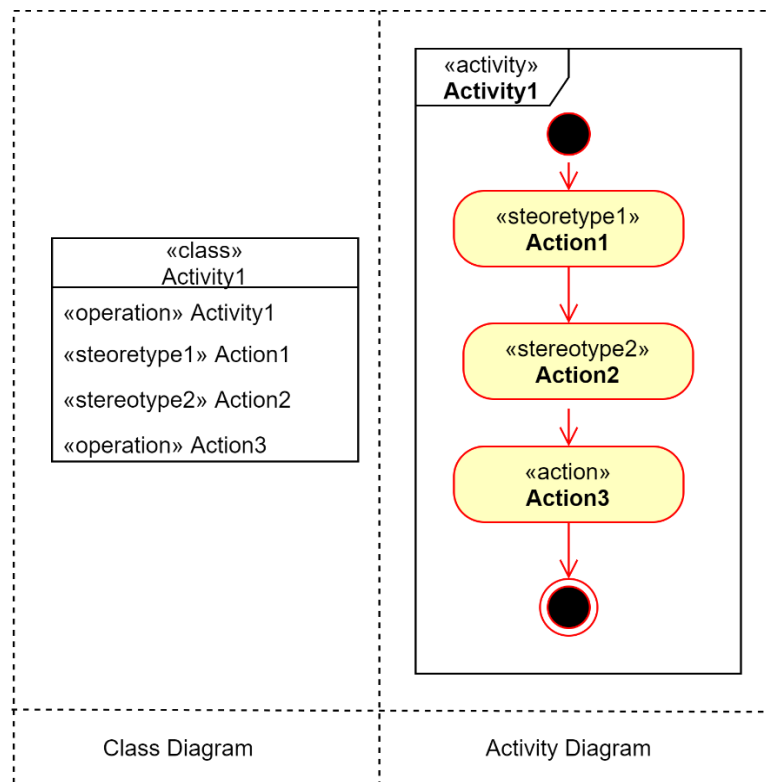 «class»
Activity1
«operation» Activity1
«steoretype1» Action1
«stereotype2» Action2
«operation» Action3
«activity»
Activity1
«steoretype1»
Action1
«stereotype2»
Action2
«action»
Action3
Class Diagram
Activity Diagram